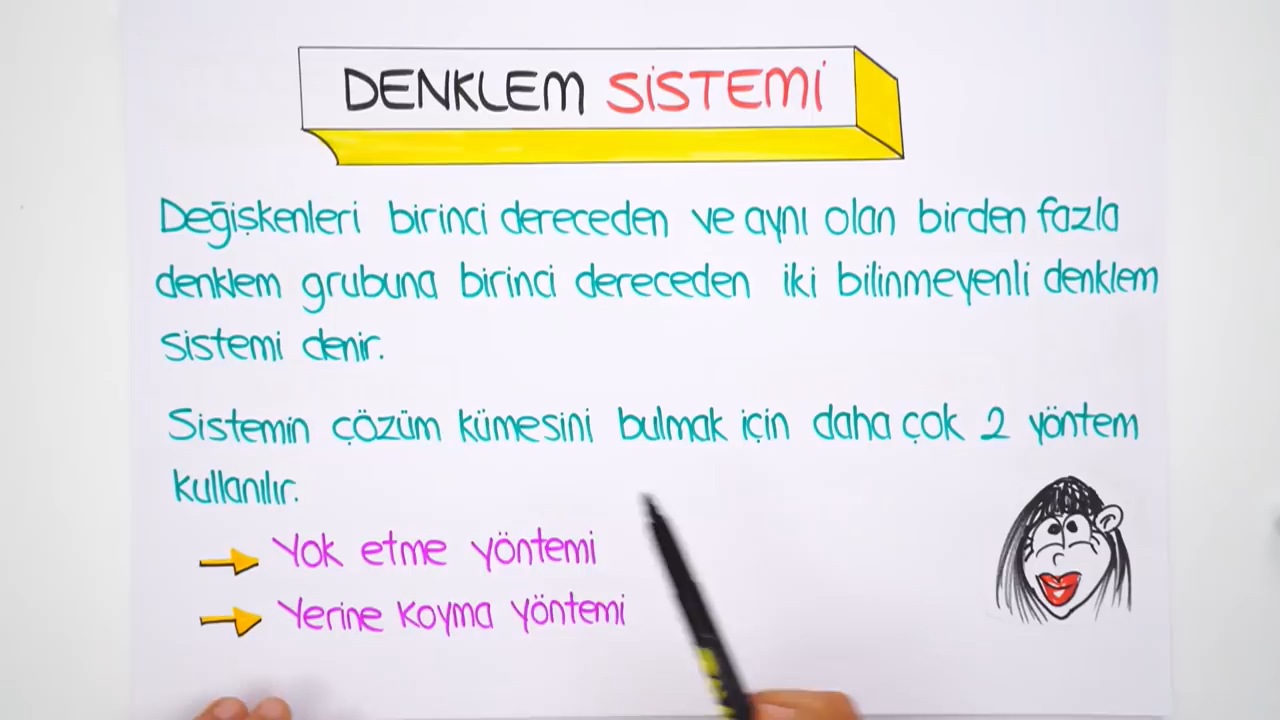 DENKLEM SİSTEMİ
Değişkenleri birinci dereceden ve aynı olan birden fazla
denklem grubuna birinci dereceden iki bilinmeyenli denklem
sistemi denir.
Sistemin çözüm kümesini bulmak için daha çok 2 yöntem
kullanılır.
→ Yok etme yöntemi
→ Yerine koyma yöntemi